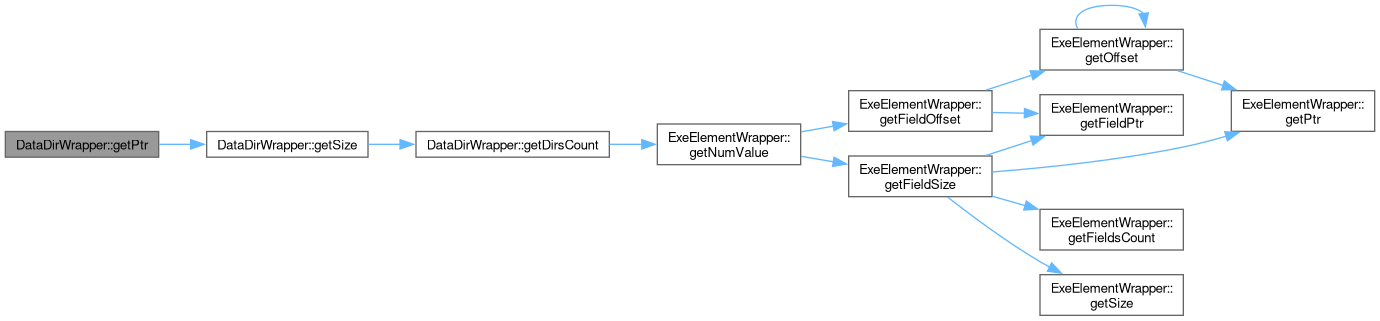 DataDirWrapper::getPtr
DataDirWrapper::getSize
DataDirWrapper::getDirsCount
ExeElementWrapper::
getNumValue
ExeElementWrapper::
getFieldOffset
ExeElementWrapper::
getFieldSize
ExeElementWrapper::
getOffset
ExeElementWrapper::
getFieldPtr
ExeElementWrapper::
getFieldsCount
ExeElementWrapper::
getSize
ExeElementWrapper::
getPtr